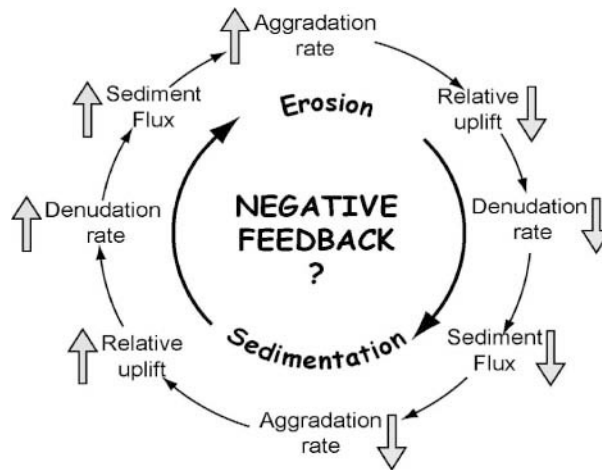 Aggradation
rate
Erosion
Relative
uplift
Denudation
rate
Sediment
Flux
Aggradation
rate
Sedimentation
Relative
uplift
Denudation
rate
Sediment
Flux
NEGATIVE
FEEDBACK
?